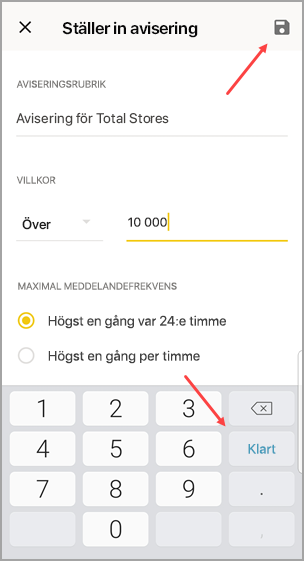 Ställer in avisering
AVISERINGSRUBRIK
Avisering för Total Stores
VILLKOR
Över 10 000
MAXIMAL MEDDELANDEFREKVENS
Högst en gång var 24:e timme
Högst en gång per timme
1 2 3
4 5 6 Klart
7 8 9 .
0 ,